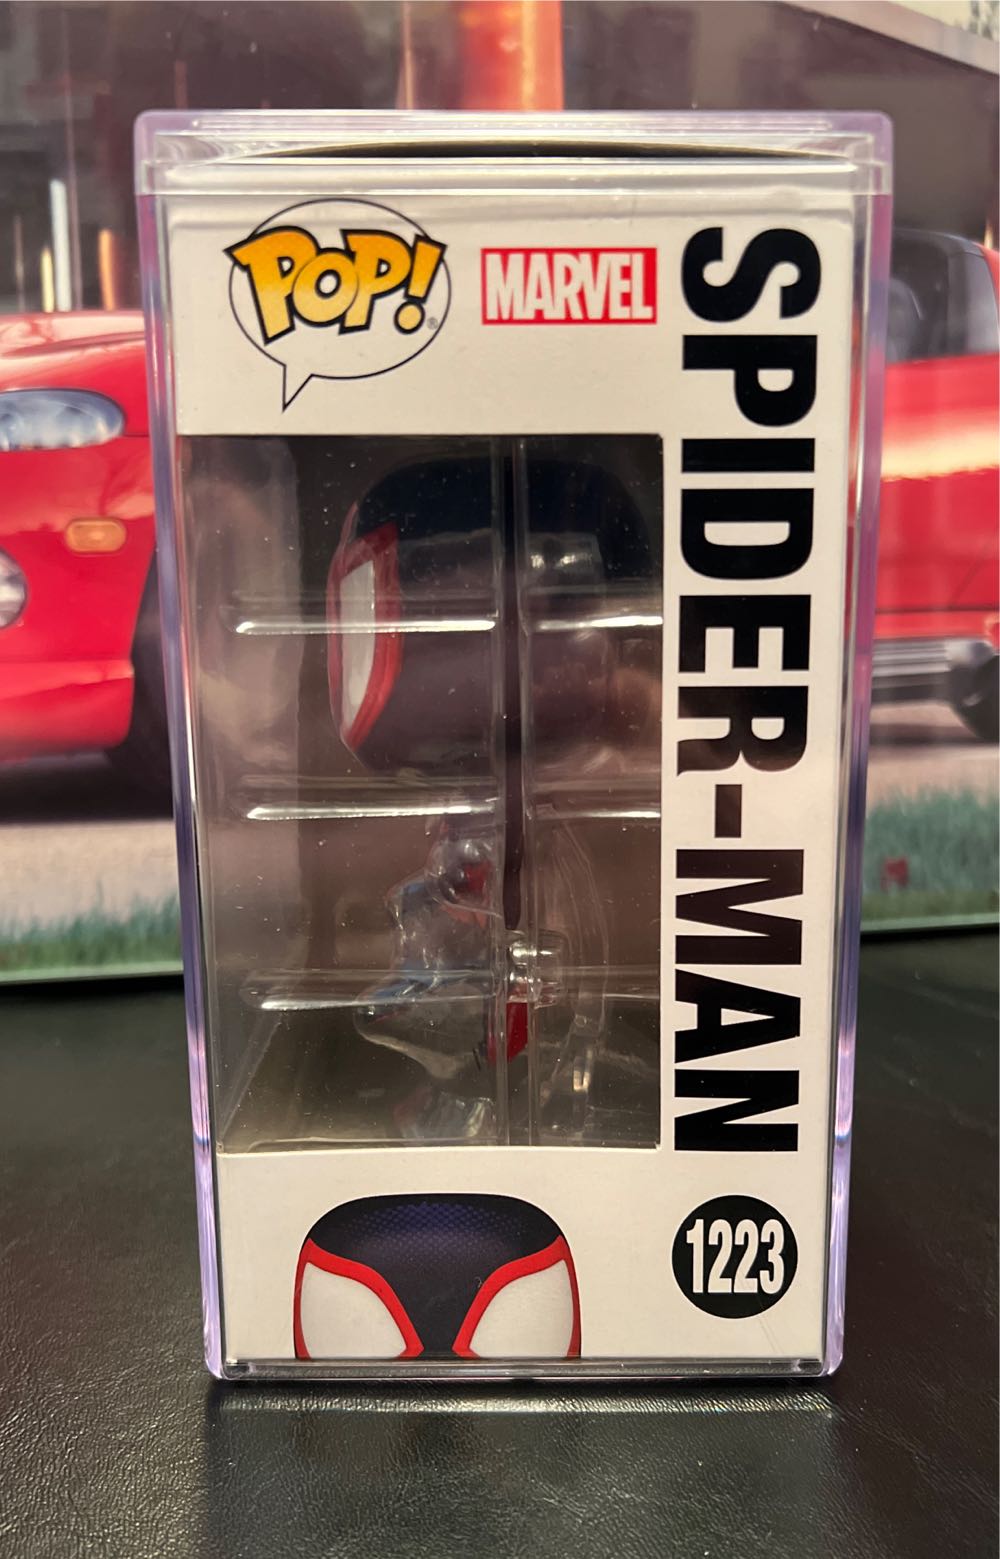 POP!
MARVEL
SPIDER-MAN
1223